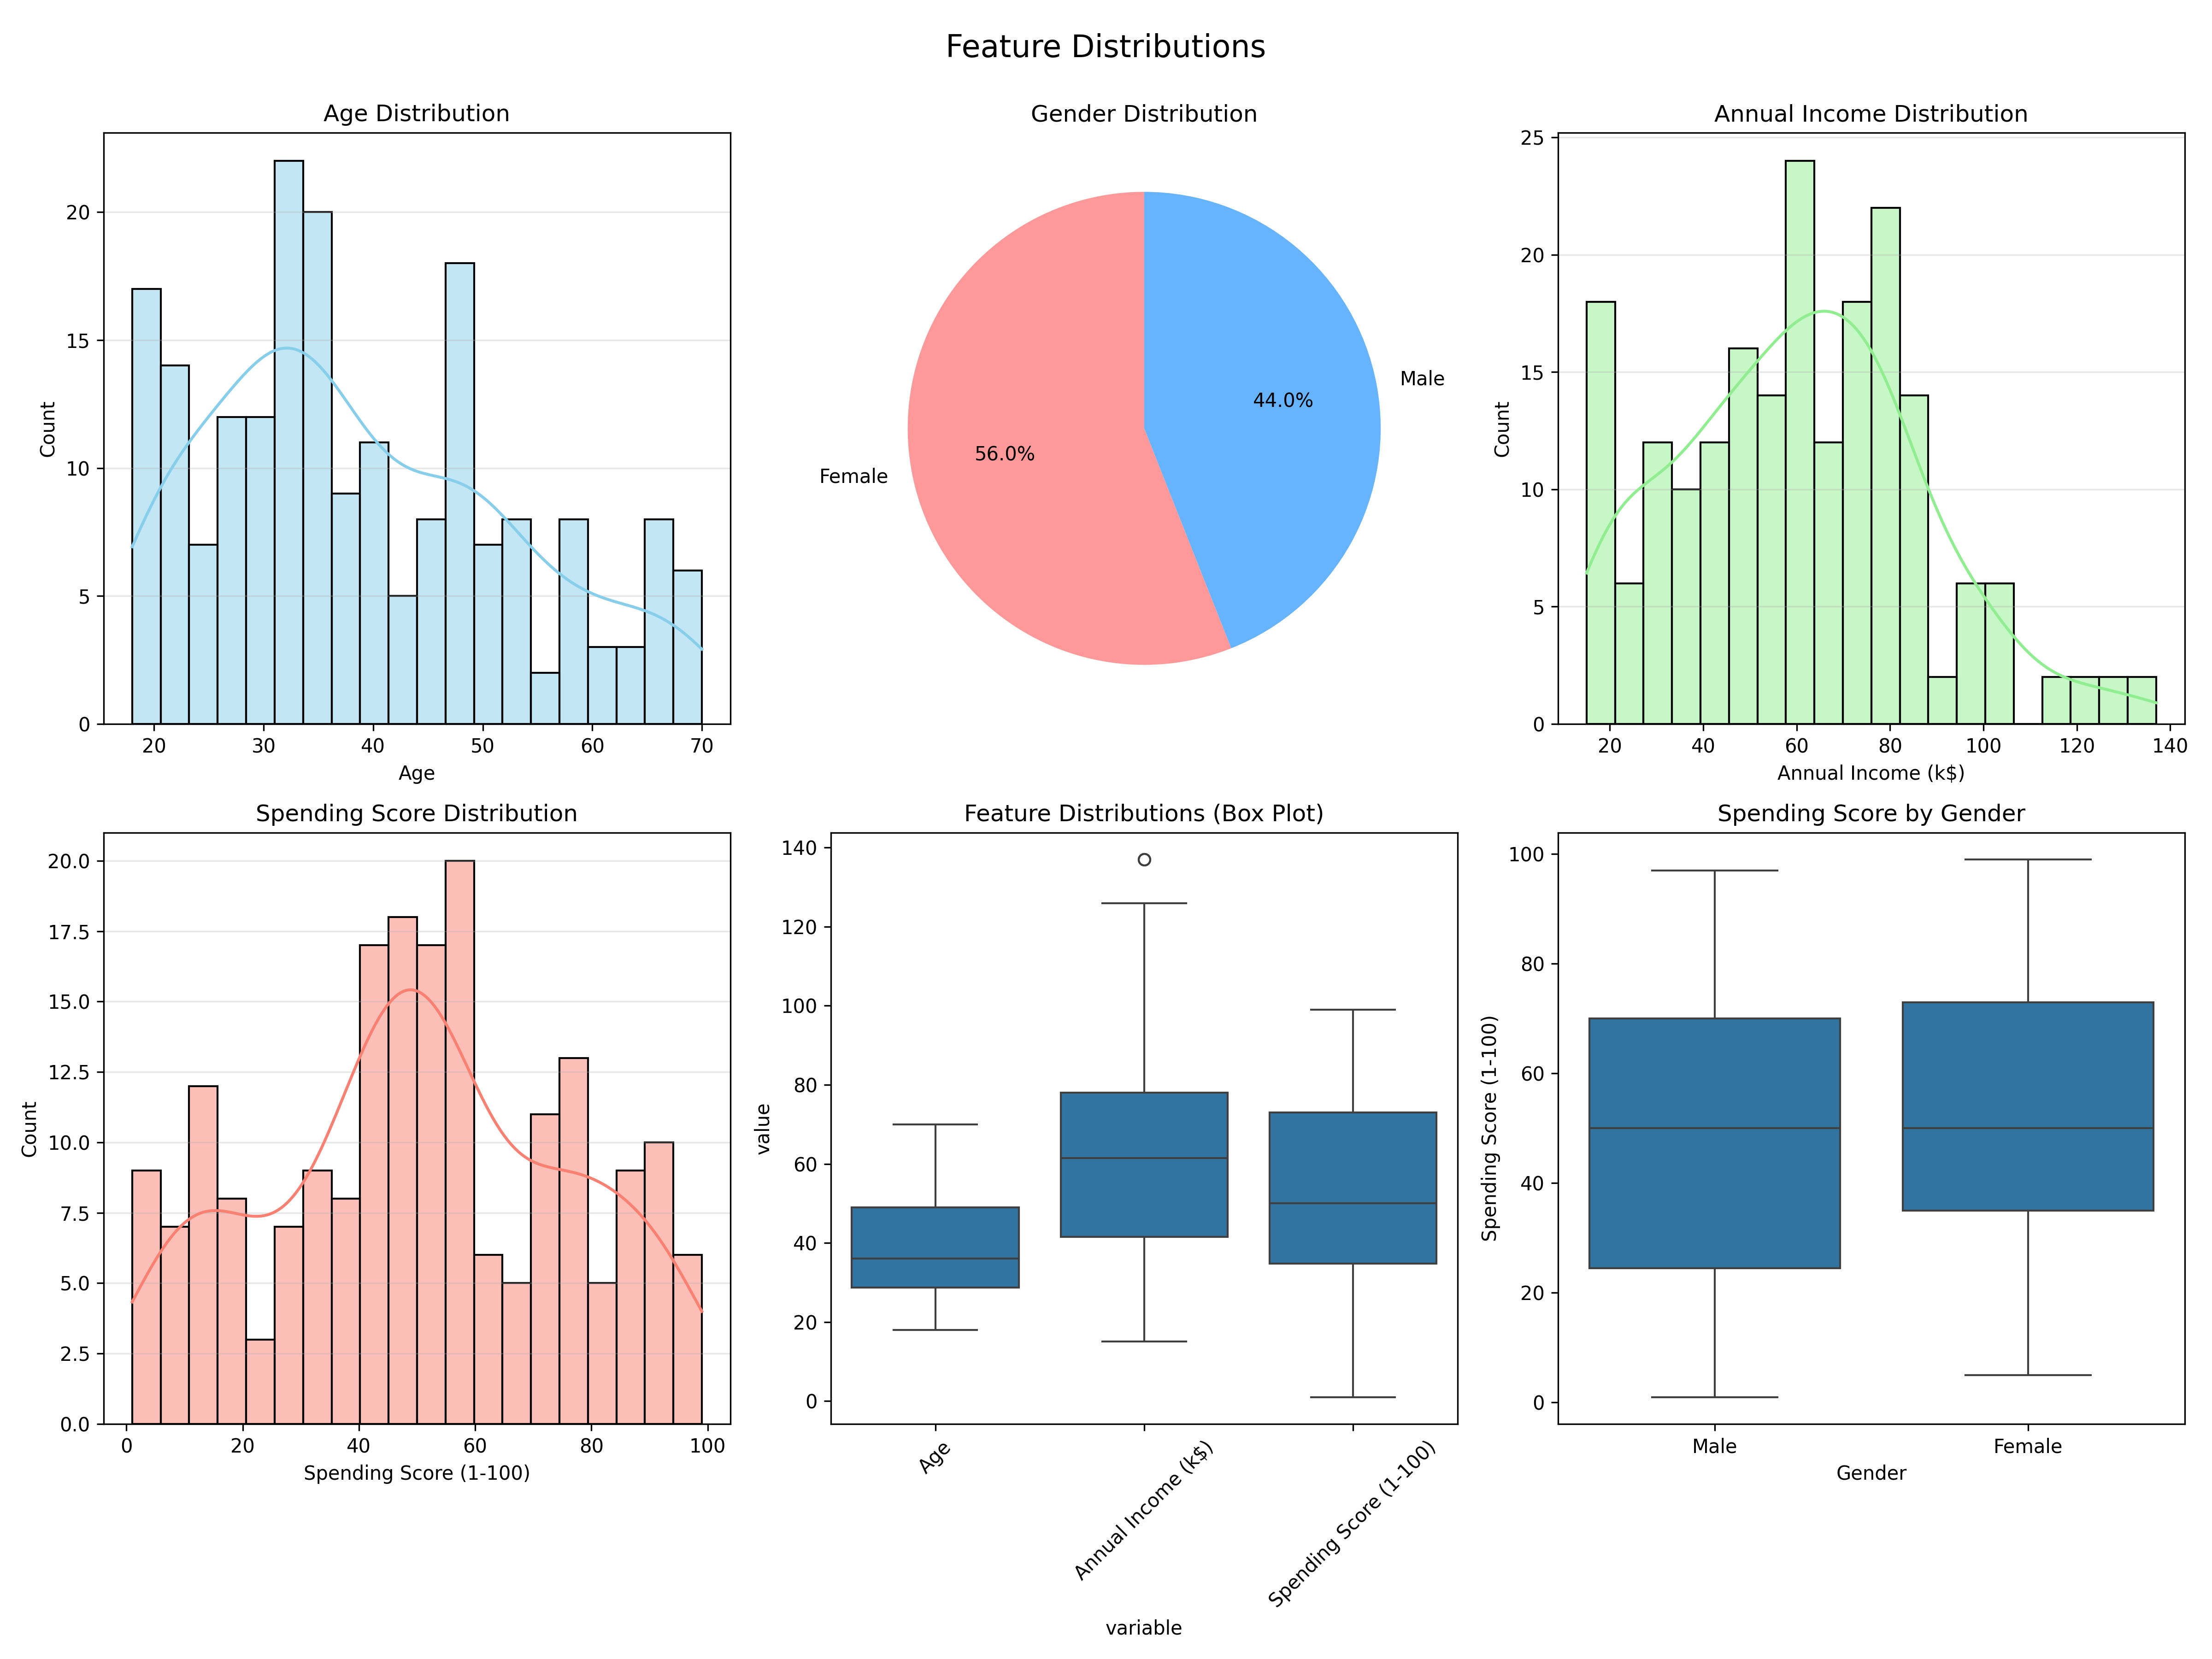 Feature Distributions
Age Distribution
Count
20
15
10
5
0
20 30 40 50 60 70
Age
Gender Distribution
Female
56.0%
44.0%
Male
Annual Income Distribution
Count
25
20
15
10
5
0
20 40 60 80 100 120 140
Annual Income (k$)
Spending Score Distribution
Count
20.0
17.5
15.0
12.5
10.0
7.5
5.0
2.5
0.0
0 20 40 60 80 100
Spending Score (1-100)
Feature Distributions (Box Plot)
value
140
120
100
80
60
40
20
0
Age
Annual Income (k$)
Spending Score (1-100)
variable
Spending Score by Gender
Spending Score (1-100)
100
80
60
40
20
0
Male Female
Gender